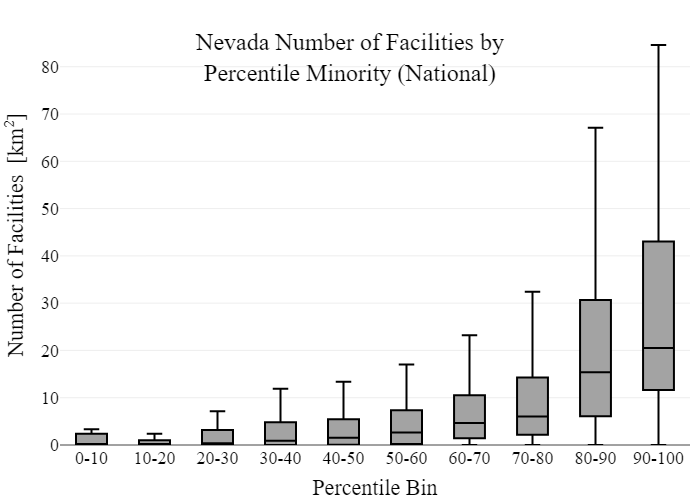 Nevada Number of Facilities by
Percentile Minority (National)
Number of Facilities [km²]
80
70
60
50
40
30
20
10
0
0-10 10-20 20-30 30-40 40-50 50-60 60-70 70-80 80-90 90-100
Percentile Bin